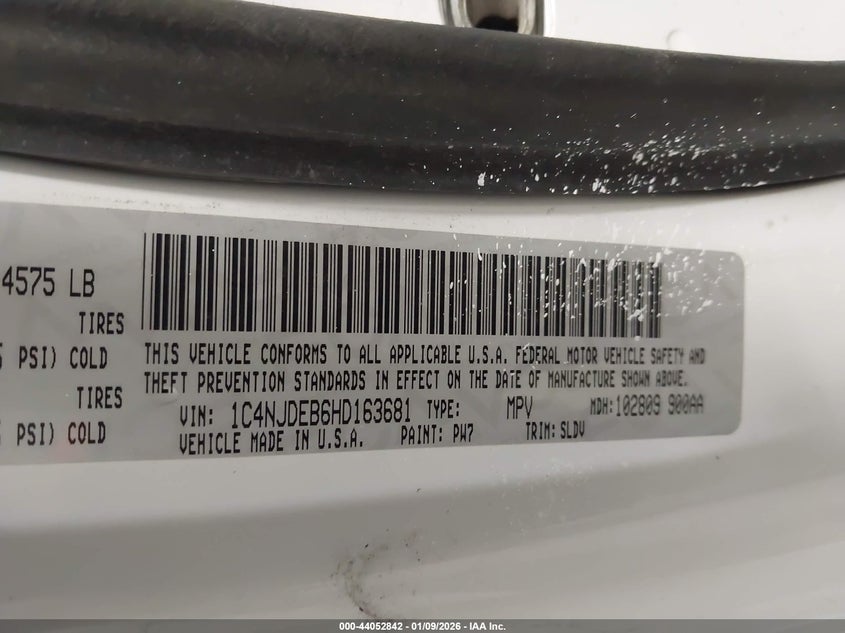 4575 LB
TIRES
PSI) COLD
TIRES
PSI) COLD
THIS VEHICLE CONFORMS TO ALL APPLICABLE U.S.A. FEDERAL MOTOR VEHICLE SAFETY AND
THEFT PREVENTION STANDARDS IN EFFECT ON THE DATE OF MANUFACTURE SHOWN ABOVE.
VIN: 1C4NJDEB6HD163681 TYPE: MPV MDH: 102809 900AA
VEHICLE MADE IN U.S.A. PAINT: PW7 TRIM: SLDV
000-44052842 - 01/09/2026 - IAA Inc.